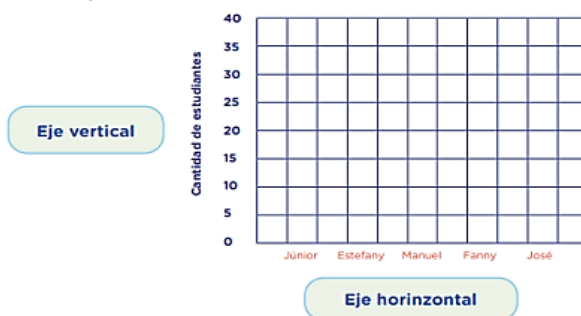 40
35
30
25
20
15
10
5
0
Cantidad de estudiantes
Eje vertical
Júnior Estefany Manuel Fanny José
Eje horinzontal